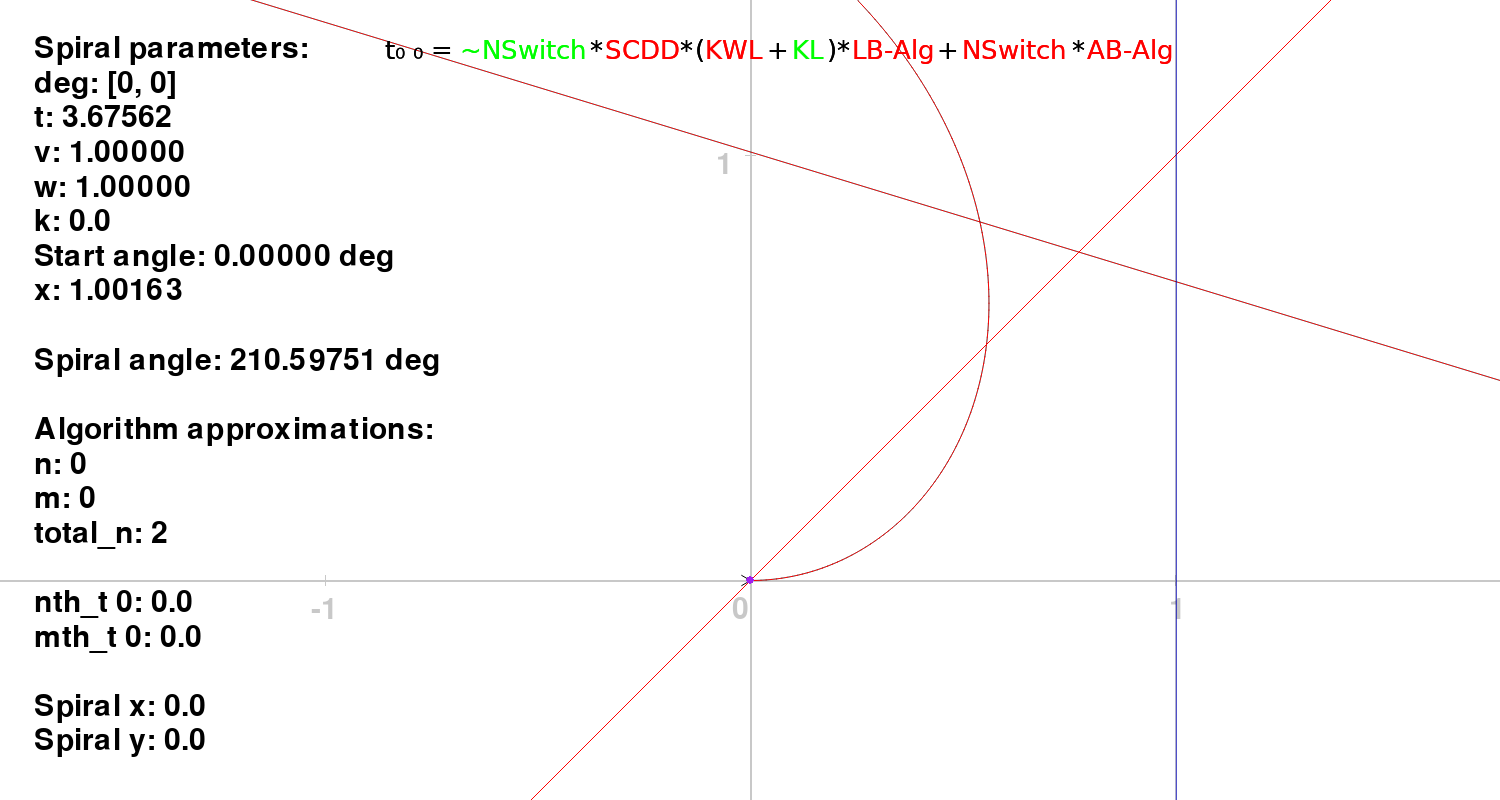 Spiral parameters:
t₀ ₀ = ~NSwitch*SCDD*(KWL+KL)*LB-Alg+NSwitch*AB-Alg
deg: [0, 0]
t: 3.67562
v: 1.00000
w: 1.00000
k: 0.0
Start angle: 0.00000 deg
x: 1.00163
Spiral angle: 210.59751 deg
Algorithm approximations:
n: 0
m: 0
total_n: 2
nth_t 0: 0.0
mth_t 0: 0.0
Spiral x: 0.0
Spiral y: 0.0
1
-1
0
1